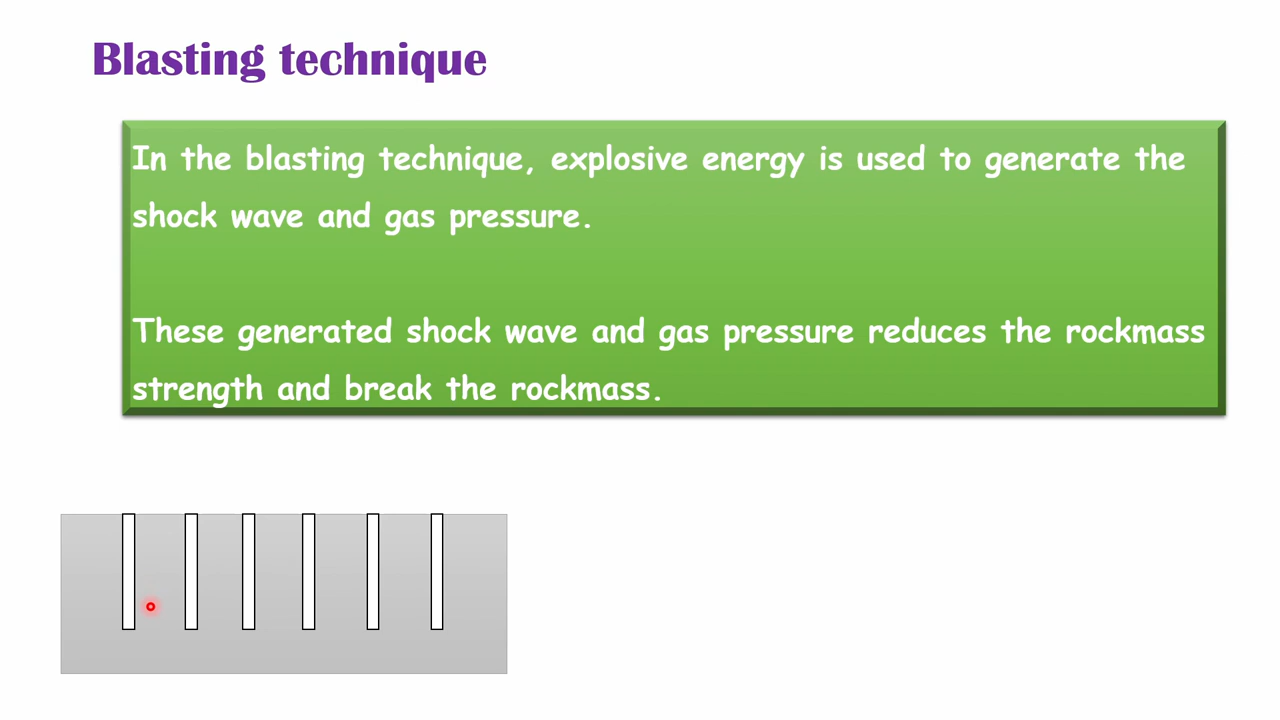 Blasting technique
In the blasting technique, explosive energy is used to generate the
shock wave and gas pressure.
These generated shock wave and gas pressure reduces the rockmass
strength and break the rockmass.